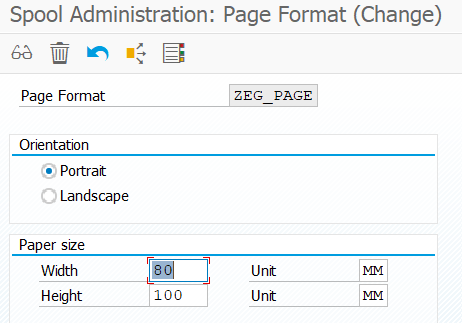 Spool Administration: Page Format (Change)
Page Format ZEG_PAGE
Orientation
Portrait
Landscape
Paper size
Width 80 Unit MM
Height 100 Unit MM